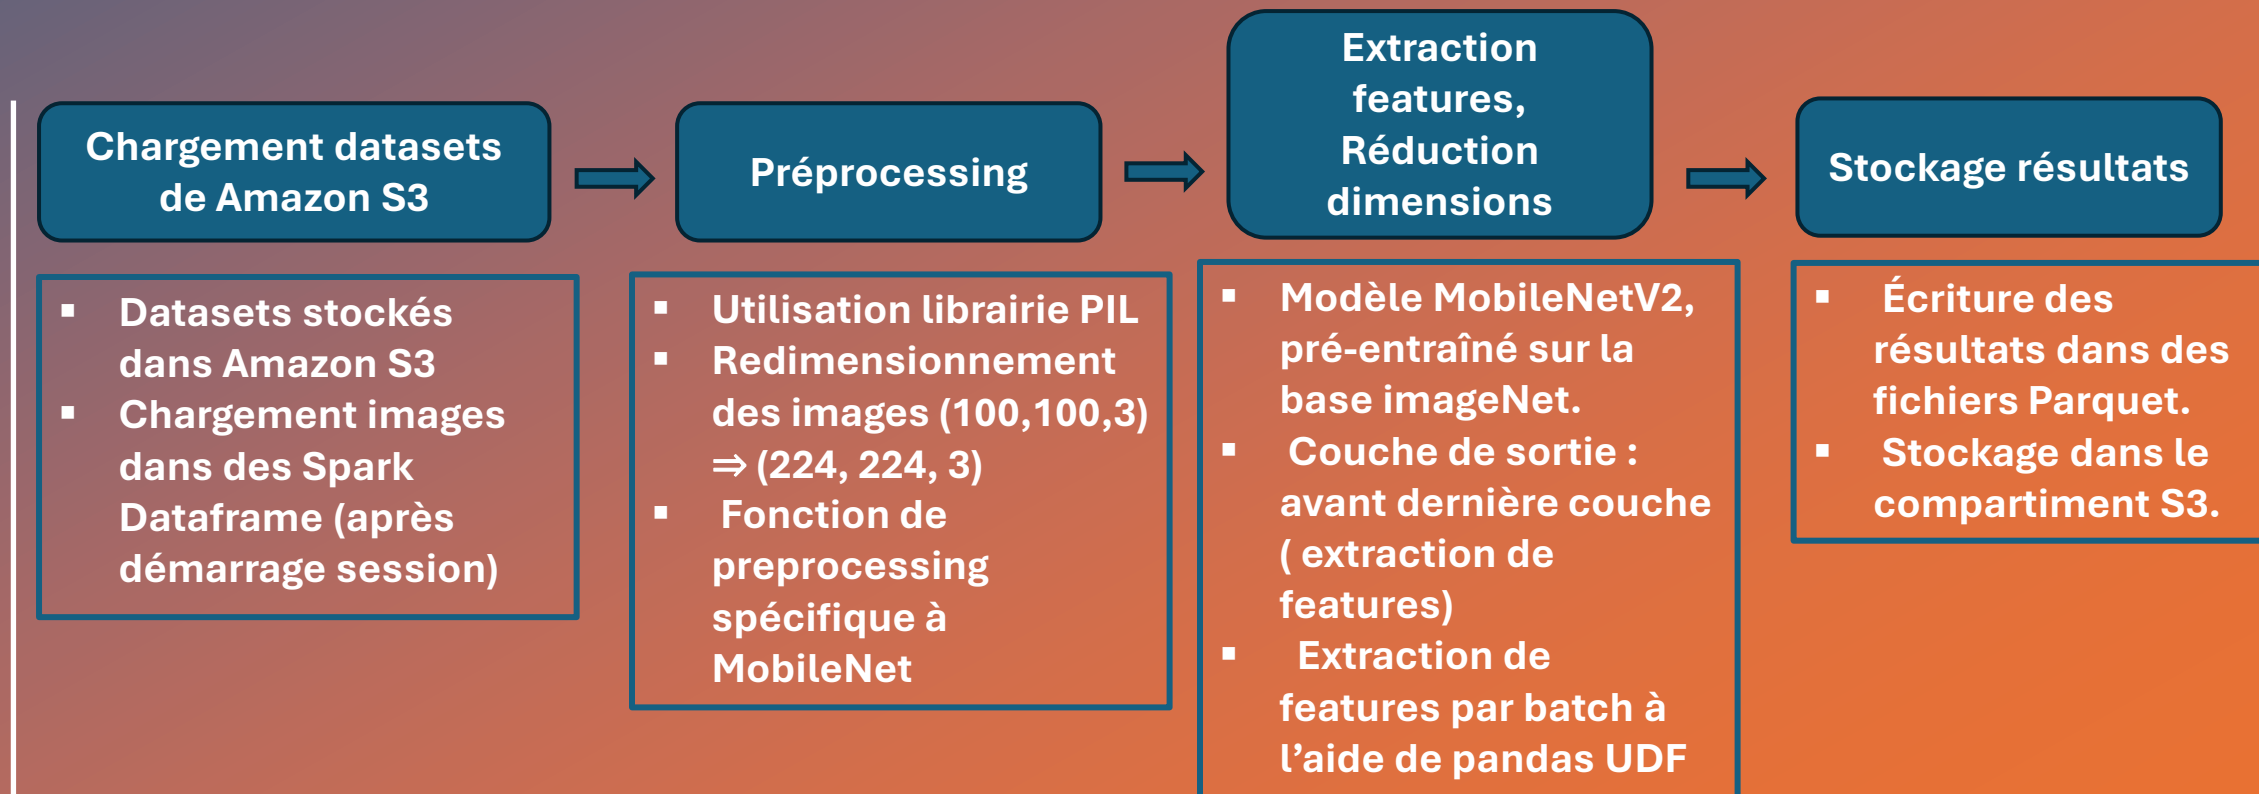 Chargement datasets
de Amazon S3
Préprocessing
Extraction
features,
Réduction
dimensions
Stockage résultats
▪ Datasets stockés
dans Amazon S3
▪ Chargement images
dans des Spark
Dataframe (après
démarrage session)
▪ Utilisation librairie PIL
▪ Redimensionnement
des images (100,100,3)
⇒ (224, 224, 3)
▪ Fonction de
preprocessing
spécifique à
MobileNet
▪ Modèle MobileNetV2,
pré-entraîné sur la
base imageNet.
▪ Couche de sortie :
avant dernière couche
( extraction de
features)
▪ Extraction de
features par batch à
l’aide de pandas UDF
▪ Écriture des
résultats dans des
fichiers Parquet.
▪ Stockage dans le
compartiment S3.